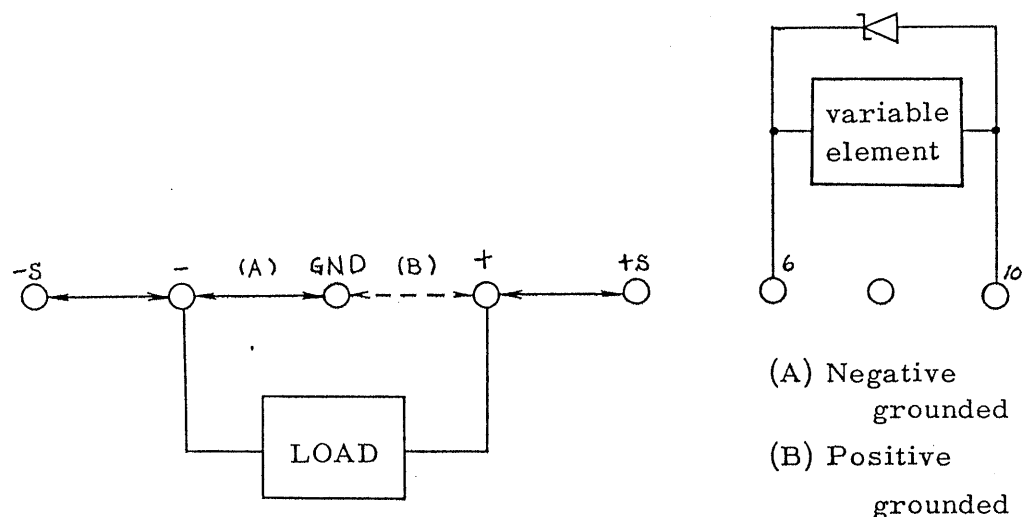 variable
element
-S
-
(A)
GND
(B)
+
+S
6
10
LOAD
(A) Negative
grounded
(B) Positive
grounded